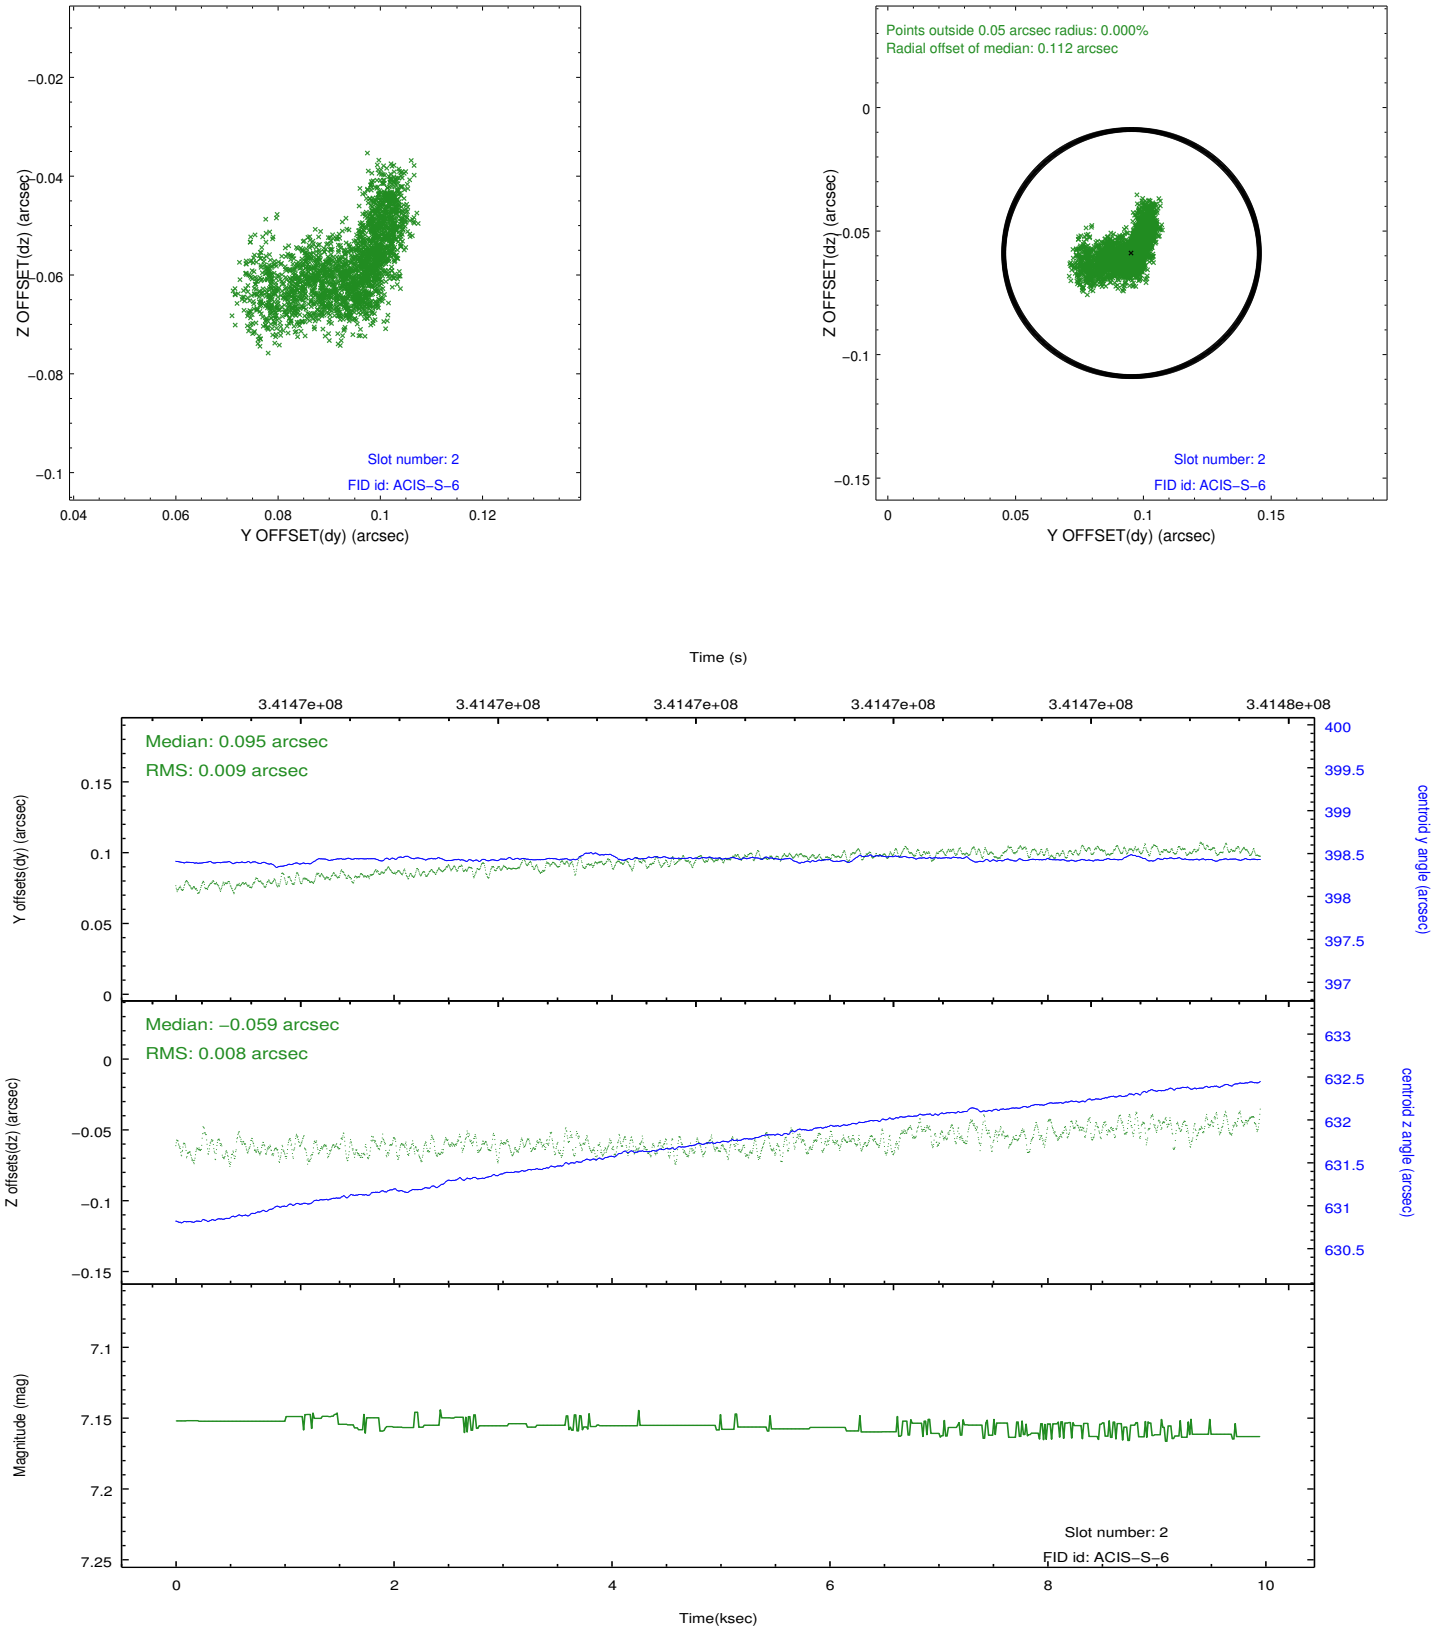 −0.02
−0.04
−0.06
−0.08
−0.1
Z OFFSET(dz) (arcsec)
Slot number: 2
FID id: ACIS−S−6
0.04
0.06
0.08
0.1
0.12
Y OFFSET(dy) (arcsec)
Points outside 0.05 arcsec radius: 0.000%
Radial offset of median: 0.112 arcsec
0
−0.05
−0.1
−0.15
Z OFFSET(dz) (arcsec)
Slot number: 2
FID id: ACIS−S−6
0
0.05
0.1
0.15
Y OFFSET(dy) (arcsec)
Time (s)
3.4147e+08 3.4147e+08 3.4147e+08 3.4147e+08 3.4147e+08 3.4148e+08
Median: 0.095 arcsec
RMS: 0.009 arcsec
0.15
0.1
0.05
0
Y offsets(dy) (arcsec)
400
399.5
399
398.5
398
397.5
397
centroid y angle (arcsec)
Median: −0.059 arcsec
RMS: 0.008 arcsec
0
−0.05
−0.1
−0.15
Z offsets(dz) (arcsec)
633
632.5
632
631.5
631
630.5
centroid z angle (arcsec)
7.1
7.15
7.2
7.25
Magnitude (mag)
Slot number: 2
FID id: ACIS−S−6
0 2 4 6 8 10
Time(ksec)